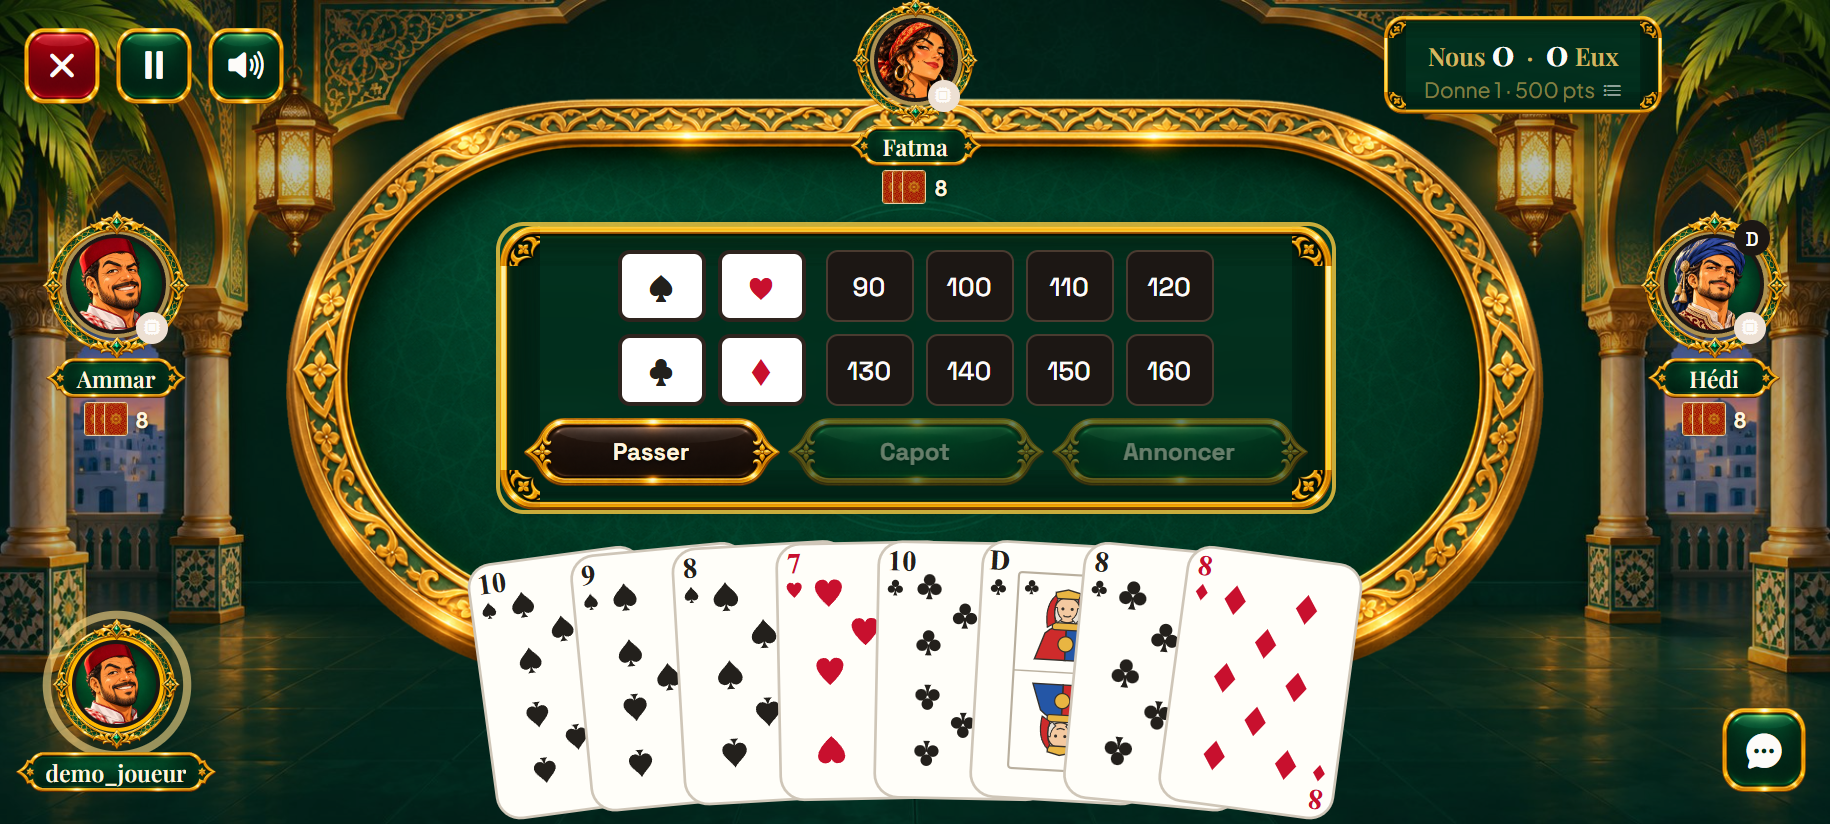 Nous 0 · 0 Eux
Donne 1 · 500 pts
Fatma
8
D
Ammar
8
Hédi
8
90 100 110 120
130 140 150 160
Passer Capot Annoncer
10 9 8 7 10 D 8 8
8
demo_joueur